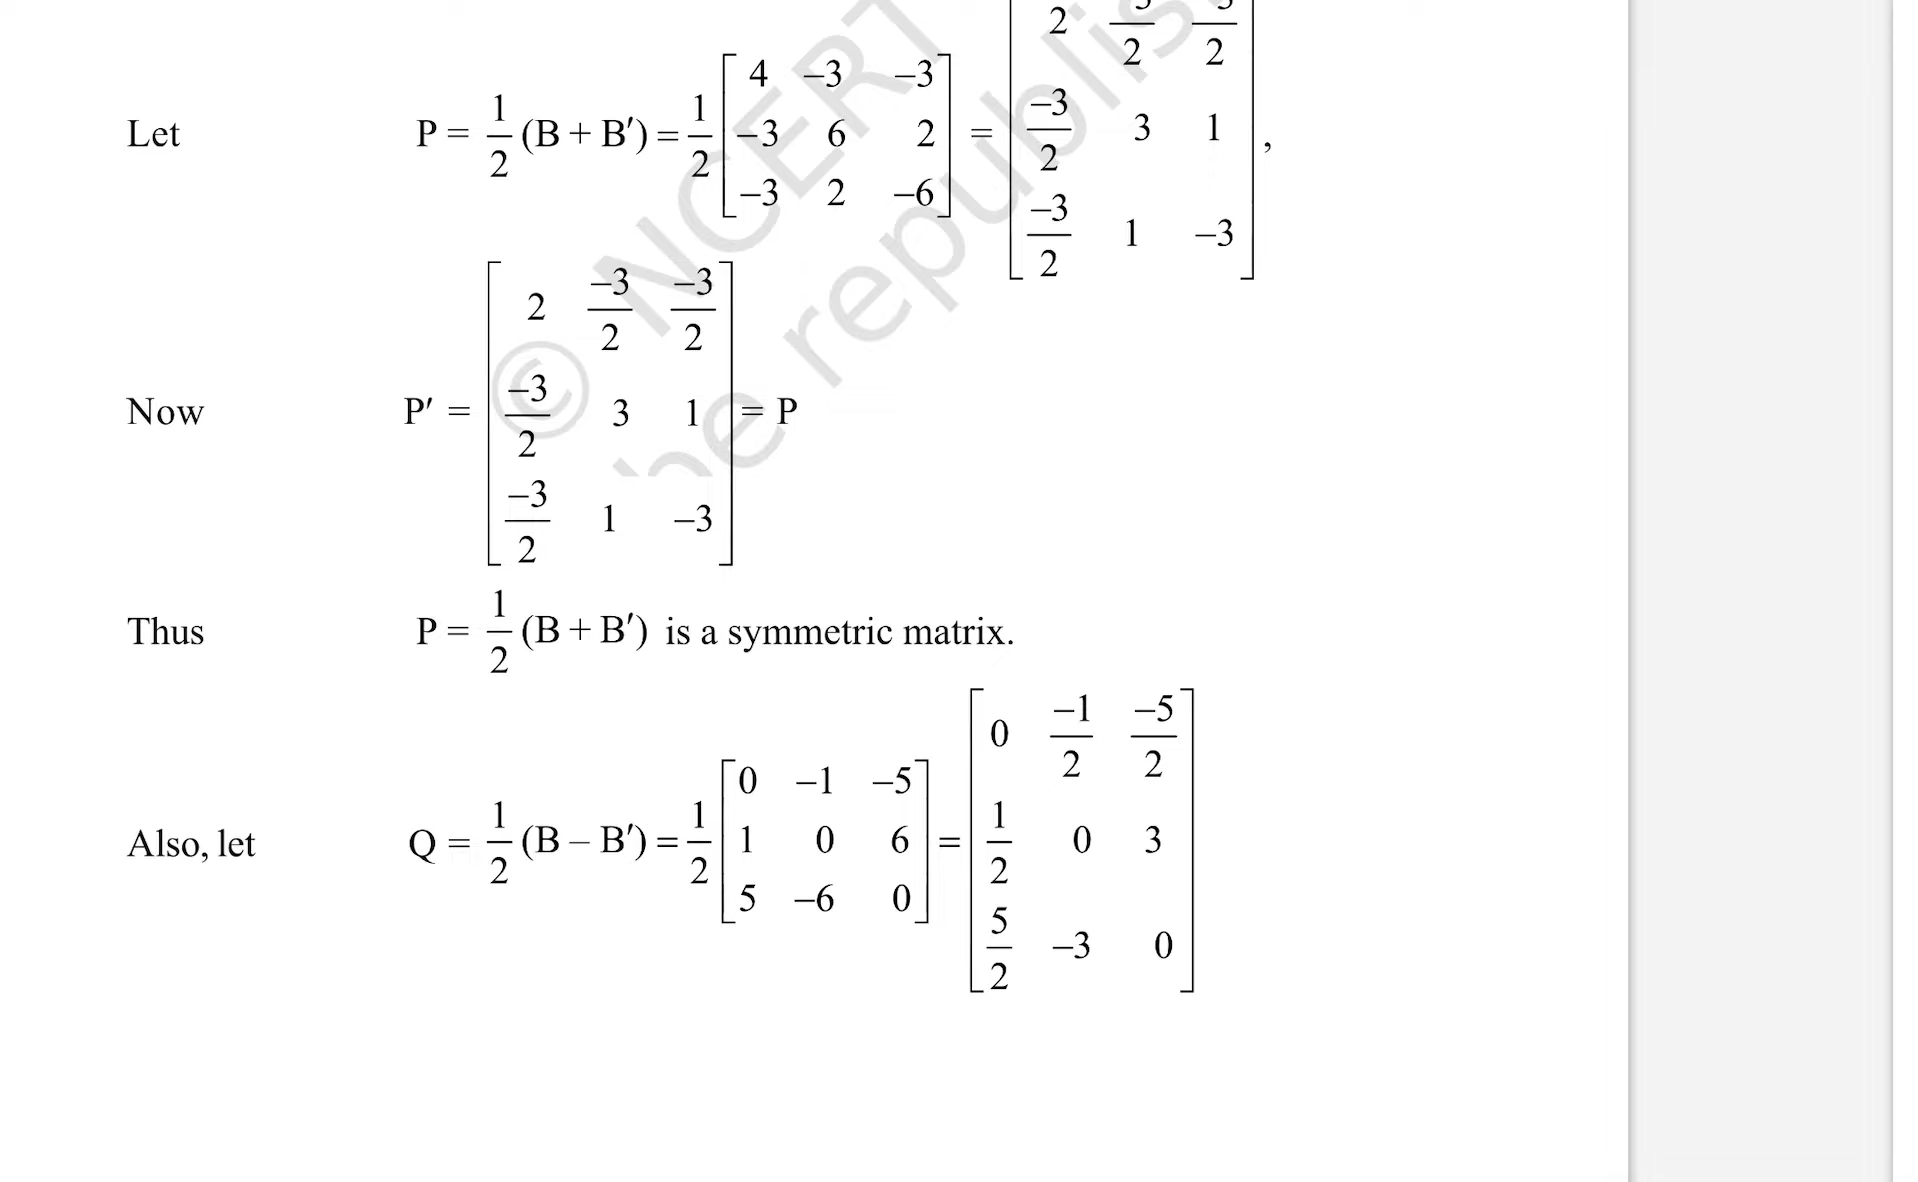 Let P = 1/2 (B + B′) = 1/2 [4 –3 –3; –3 6 2; –3 2 –6] = [2 /2 /2; –3/2 3 1; –3/2 1 –3],
Now P′ = [2 –3/2 –3/2; –3/2 3 1; –3/2 1 –3] = P
Thus P = 1/2 (B + B′) is a symmetric matrix.
Also, let Q = 1/2 (B – B′) = 1/2 [0 –1 –5; 1 0 6; 5 –6 0] = [0 –1/2 –5/2; 1/2 0 3; 5/2 –3 0]
© NCERT
be republis